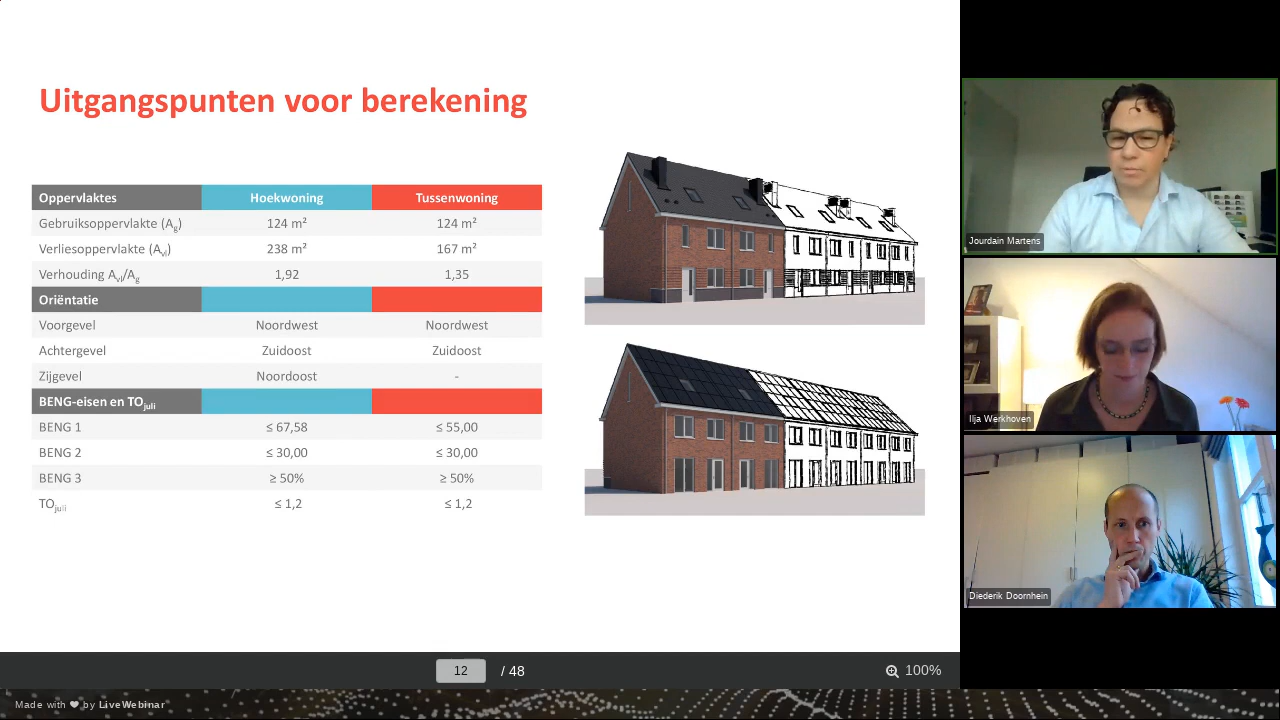 Uitgangspunten voor berekening
Oppervlaktes Hoekwoning Tussenwoning
Gebruiksoppervlakte (Ag) 124 m² 124 m²
Verliesoppervlakte (Avl) 238 m² 167 m²
Verhouding Avl/Ag 1,92 1,35
Oriëntatie
Voorgevel Noordwest Noordwest
Achtergevel Zuidoost Zuidoost
Zijgevel Noordoost -
BENG-eisen en TOjuli
BENG 1 ≤ 67,58 ≤ 55,00
BENG 2 ≤ 30,00 ≤ 30,00
BENG 3 ≥ 50% ≥ 50%
TOjuli ≤ 1,2 ≤ 1,2
Jourdain Martens
Ilja Werkhoven
Diederik Doornhein
12 / 48
100%
Made with ❤ by LiveWebinar